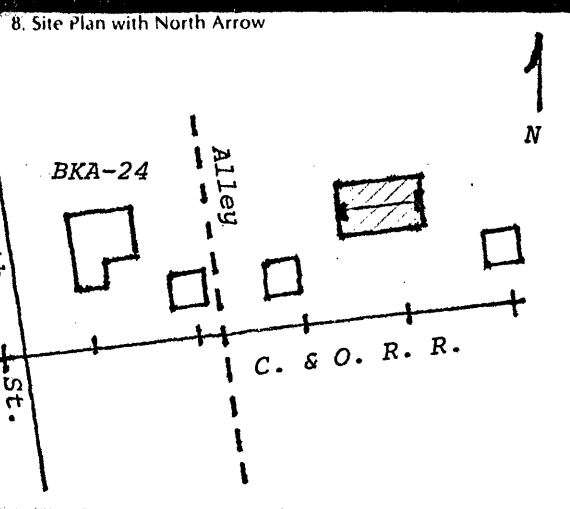 8. Site Plan with North Arrow
N
BKA-24
Alley
C. & O. R. R.
St.